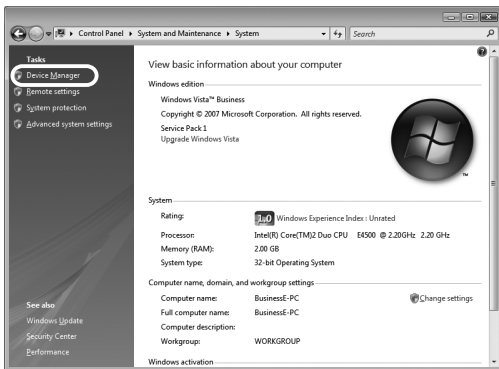 Control Panel ▸ System and Maintenance ▸ System
Search
Tasks
Device Manager
Remote settings
System protection
Advanced system settings
See also
Windows Update
Security Center
Performance
View basic information about your computer
Windows edition
Windows Vista™ Business
Copyright © 2007 Microsoft Corporation. All rights reserved.
Service Pack 1
Upgrade Windows Vista
TM
System
Rating: Windows Experience Index : Unrated
Processor: Intel(R) Core(TM)2 Duo CPU E4500 @ 2.20GHz 2.20 GHz
Memory (RAM): 2.00 GB
System type: 32-bit Operating System
Computer name, domain, and workgroup settings
Computer name: BusinessE-PC
Change settings
Full computer name: BusinessE-PC
Computer description:
Workgroup: WORKGROUP
Windows activation